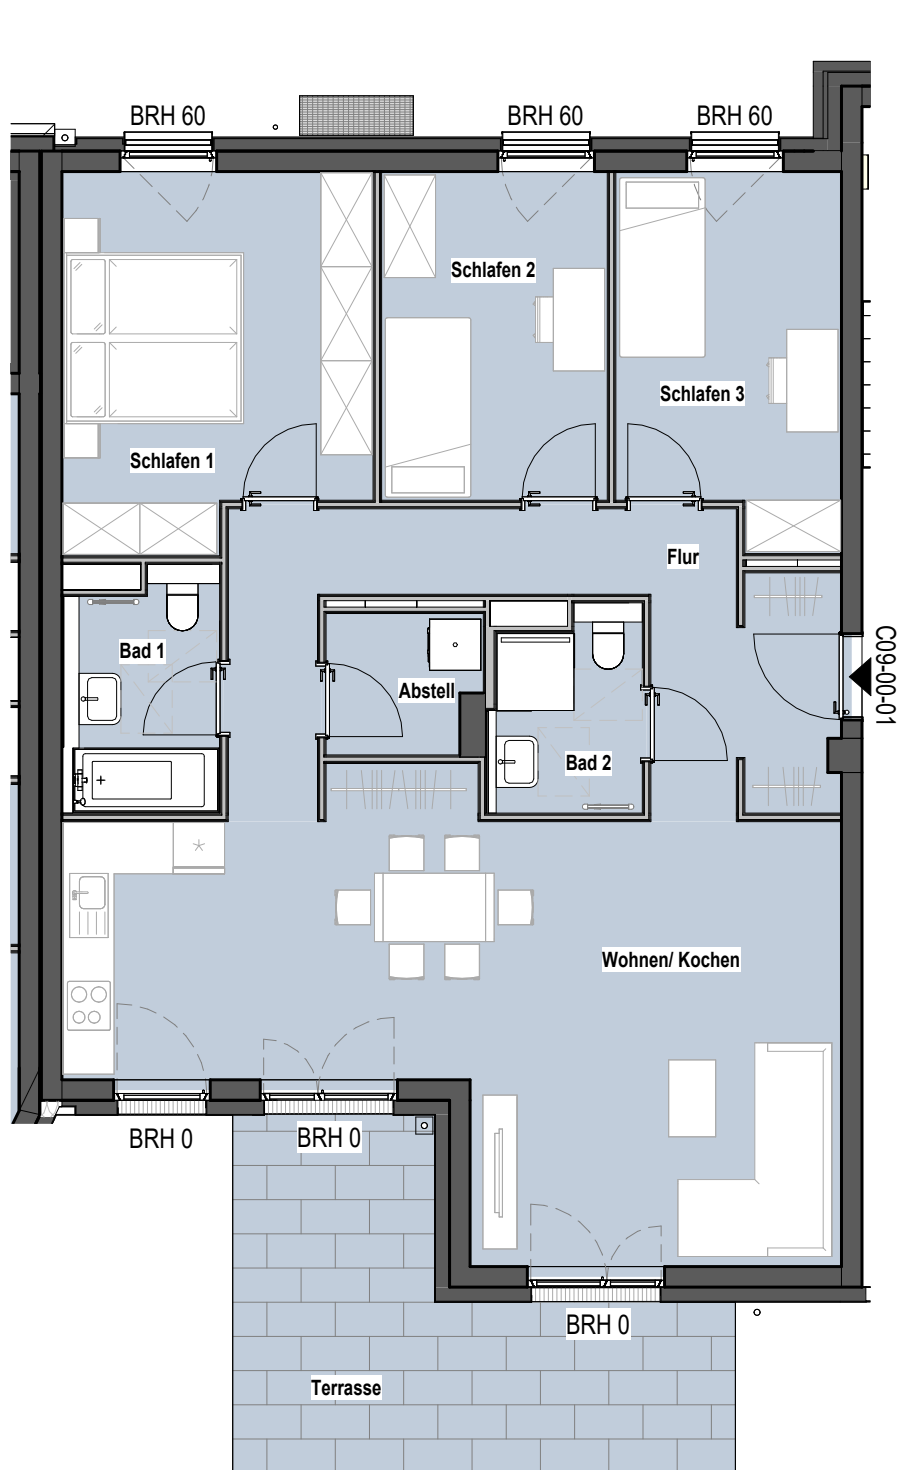 BRH 60
BRH 60
BRH 60
Schlafen 2
Schlafen 3
Schlafen 1
Flur
Bad 1
Abstell
C09-00-01
Bad 2
Wohnen/ Kochen
BRH 0
BRH 0
BRH 0
Terrasse